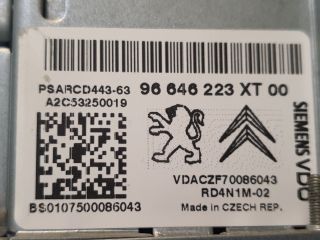 PSARCD443-63 96 646 223 XT 00
A2C53250019
SIEMENS VDO
VDACZF70086043
RD4N1M-02
BS0107500086043 Made in CZECH REP.